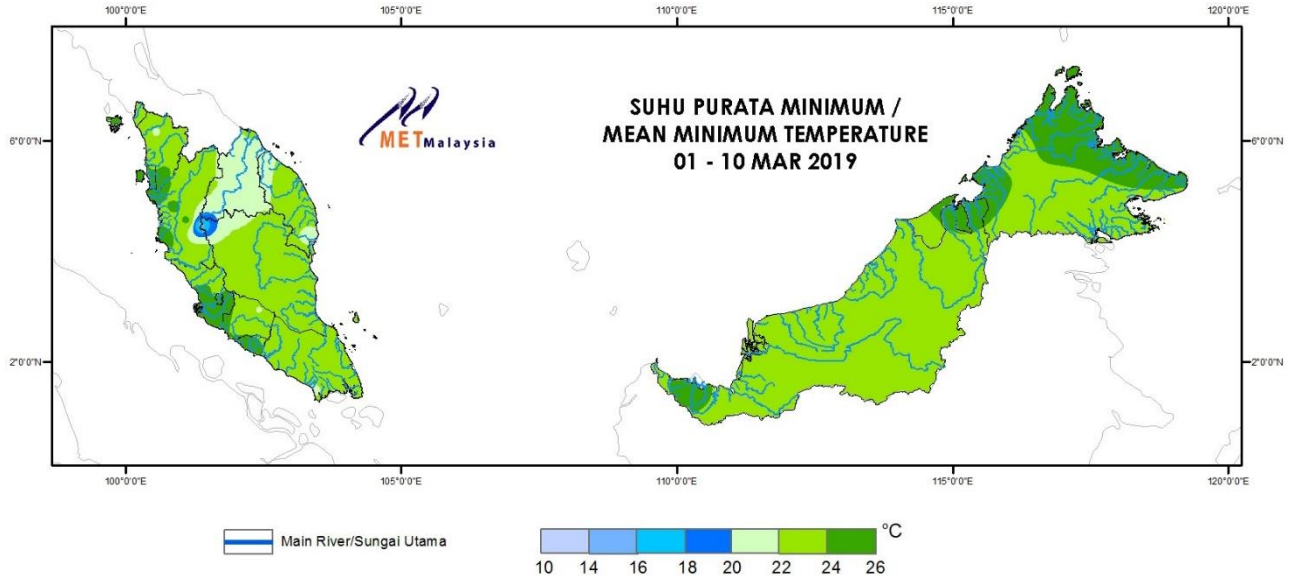 100°0'0"E 105°0'0"E 110°0'0"E 115°0'0"E 120°0'0"E
METMalaysia
SUHU PURATA MINIMUM /
MEAN MINIMUM TEMPERATURE
01 - 10 MAR 2019
6°0'0"N 6°0'0"N
2°0'0"N 2°0'0"N
100°0'0"E 105°0'0"E 110°0'0"E 115°0'0"E 120°0'0"E
Main River/Sungai Utama
°C
10 14 16 18 20 22 24 26